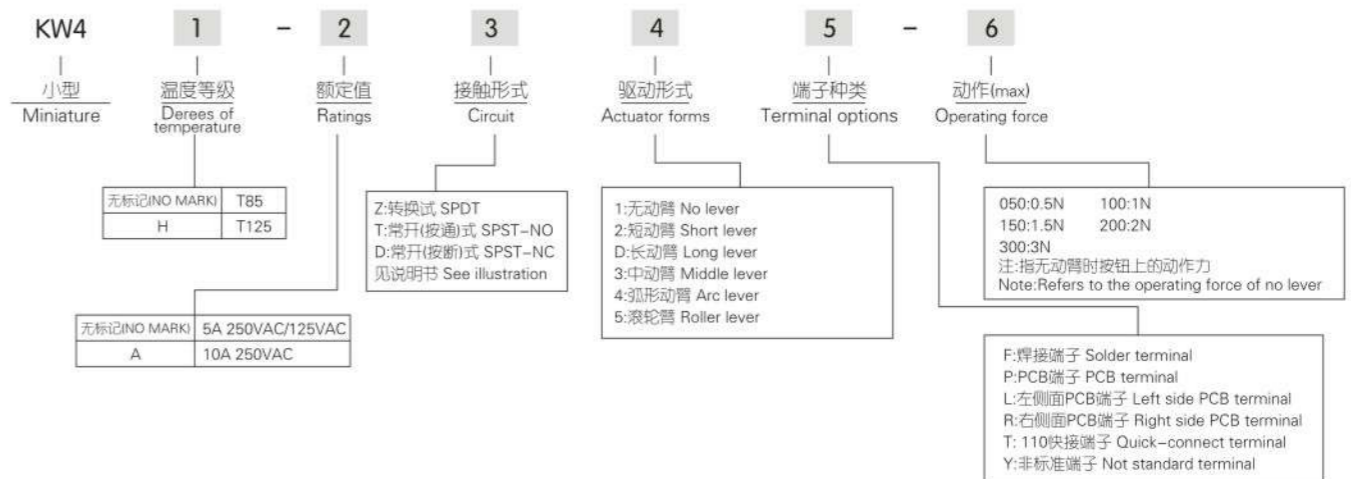 KW4 1 - 2 3 4 5 - 6
小型 温度等级 额定值 接触形式 驱动形式 端子种类 动作(max)
Miniature Derees of Ratings Circuit Actuator forms Terminal options Operating force
temperature
无标记(NO MARK) T85
H T125
无标记(NO MARK) 5A 250VAC/125VAC
A 10A 250VAC
Z:转换试 SPDT
T:常开(按通)式 SPST-NO
D:常开(按断)式 SPST-NC
见说明书 See illustration
1:无动臂 No lever
2:短动臂 Short lever
D:长动臂 Long lever
3:中动臂 Middle lever
4:弧形动臂 Arc lever
5:滚轮臂 Roller lever
050:0.5N 100:1N
150:1.5N 200:2N
300:3N
注:指无动臂时按钮上的动作力
Note:Refers to the operating force of no lever
F:焊接端子 Solder terminal
P:PCB端子 PCB terminal
L:左侧面PCB端子 Left side PCB terminal
R:右侧面PCB端子 Right side PCB terminal
T: 110快接端子 Quick-connect terminal
Y:非标准端子 Not standard terminal